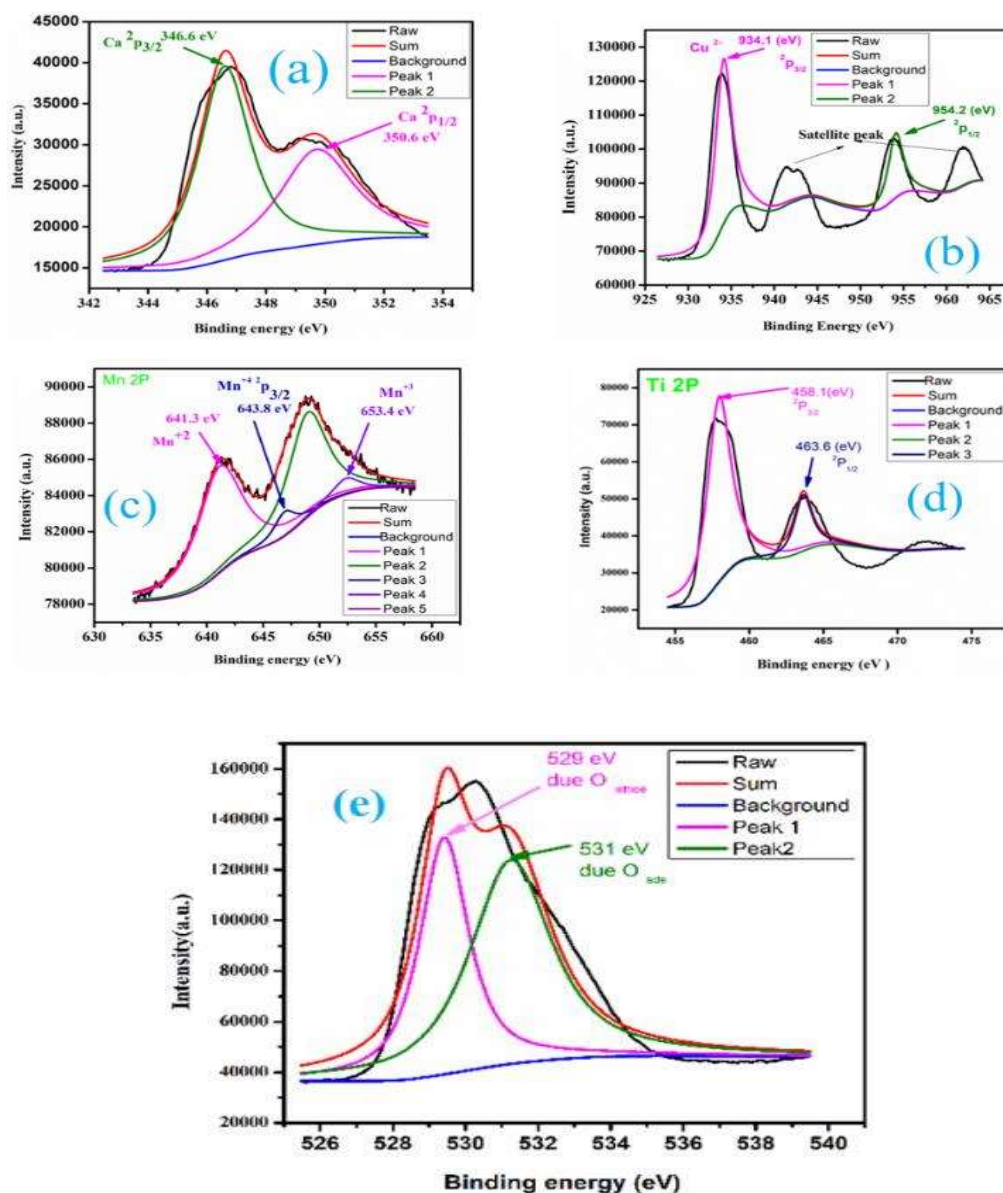 (a)
Ca ²p3/2 346.6 eV
Ca ²p1/2
350.6 eV
Raw
Sum
Background
Peak 1
Peak 2
Intensity (a.u.)
45000
40000
35000
30000
25000
20000
15000
342 344 346 348 350 352 354
Binding energy (eV)
(b)
Cu 934.1 (eV)
²P3/2
954.2 (eV)
²p1/2
Satellite peak
Raw
Sum
Background
Peak 1
Peak 2
Intensity (a.u.)
130000
120000
110000
100000
90000
80000
70000
60000
925 930 935 940 945 950 955 960 965
Binding Energy (eV)
Mn 2P
(c)
641.3 eV
Mn+2
Mn+4 ²p3/2
643.8 eV
Mn+3
653.4 eV
Raw
Sum
Background
Peak 1
Peak 2
Peak 3
Peak 4
Peak 5
Intensity (a.u.)
90000
88000
86000
84000
82000
80000
78000
630 635 640 645 650 655 660
Binding energy (eV)
Ti 2P
(d)
458.1(eV)
²P3/2
463.6 (eV)
²P1/2
Raw
Sum
Background
Peak 1
Peak 2
Peak 3
Intensity (a.u.)
80000
70000
60000
50000
40000
30000
20000
455 460 465 470 475
Binding energy (eV )
(e)
529 eV
due O
531 eV
due O
Raw
Sum
Background
Peak 1
Peak2
Intensity(a.u.)
160000
140000
120000
100000
80000
60000
40000
20000
526 528 530 532 534 536 538 540
Binding energy (eV)